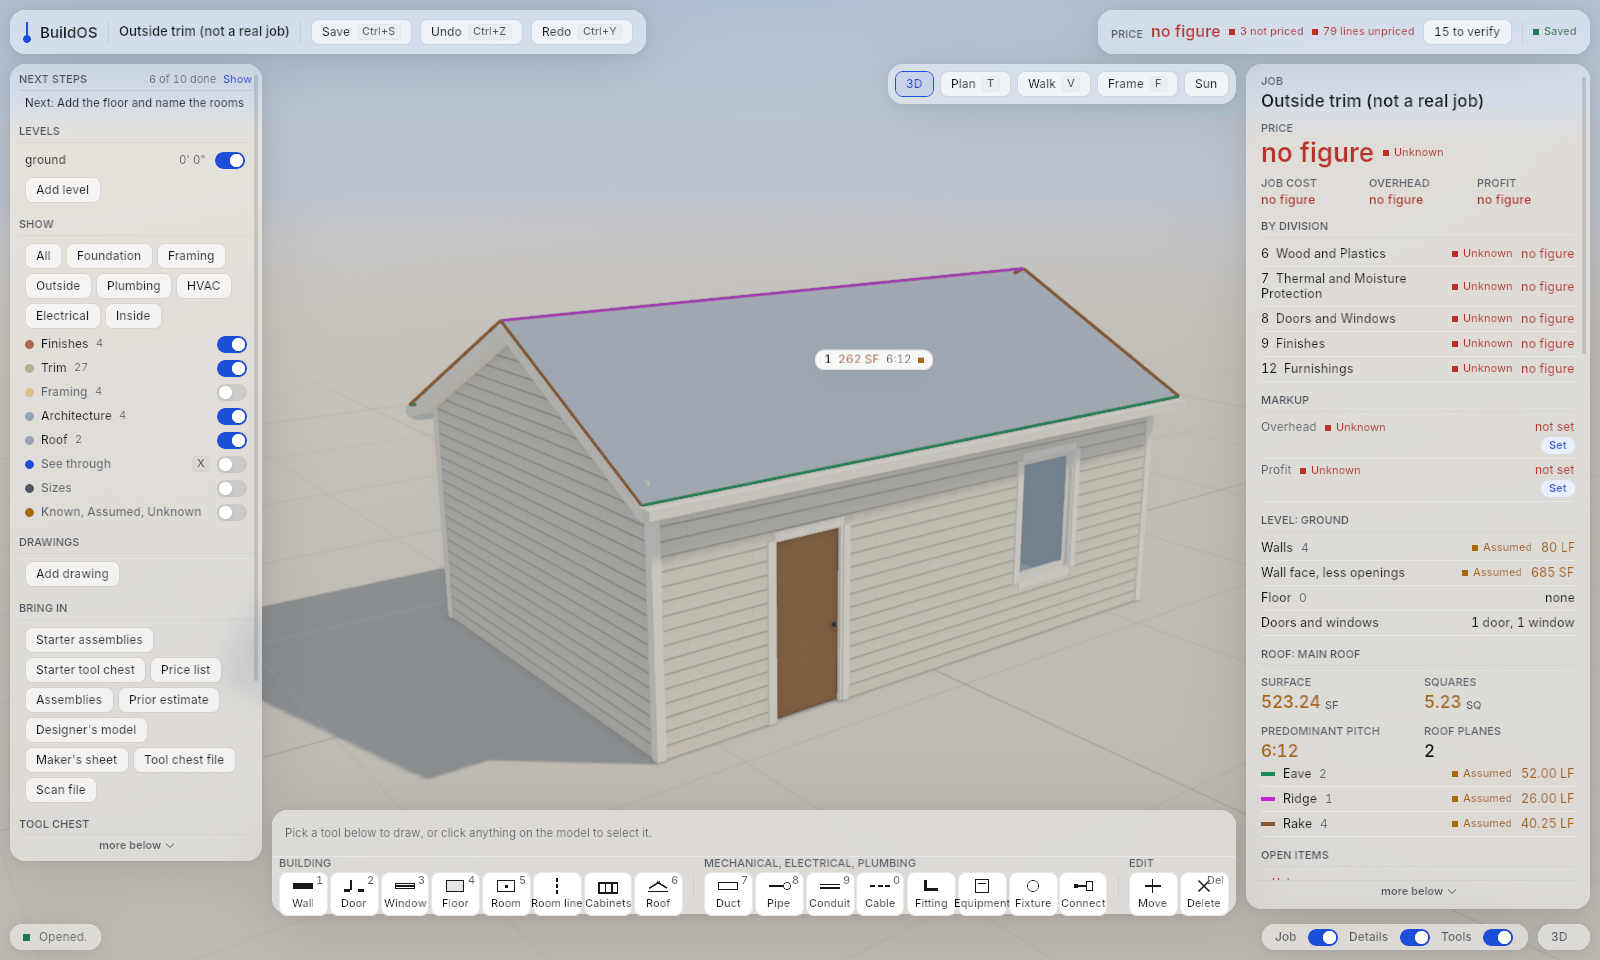 BuildOS
Outside trim (not a real job)
Save Ctrl+S
Undo Ctrl+Z
Redo Ctrl+Y
PRICE no figure 3 not priced 79 lines unpriced 15 to verify Saved
NEXT STEPS 6 of 10 done Show
Next: Add the floor and name the rooms
LEVELS
ground 0' 0"
Add level
SHOW
All Foundation Framing
Outside Plumbing HVAC
Electrical Inside
Finishes 4
Trim 27
Framing 4
Architecture 4
Roof 2
See through X
Sizes
Known, Assumed, Unknown
DRAWINGS
Add drawing
BRING IN
Starter assemblies
Starter tool chest Price list
Assemblies Prior estimate
Designer's model
Maker's sheet Tool chest file
Scan file
TOOL CHEST
more below
Opened.
3D Plan T Walk V Frame F Sun
1 262 SF 6:12
Pick a tool below to draw, or click anything on the model to select it.
BUILDING
1 Wall
2 Door
3 Window
4 Floor
5 Room
Room line
Cabinets
6 Roof
MECHANICAL, ELECTRICAL, PLUMBING
7 Duct
8 Pipe
9 Conduit
0 Cable
Fitting
Equipment
Fixture
Connect
EDIT
Move
Del Delete
JOB
Outside trim (not a real job)
PRICE
no figure Unknown
JOB COST OVERHEAD PROFIT
no figure no figure no figure
BY DIVISION
6 Wood and Plastics Unknown no figure
7 Thermal and Moisture
Protection Unknown no figure
8 Doors and Windows Unknown no figure
9 Finishes Unknown no figure
12 Furnishings Unknown no figure
MARKUP
Overhead Unknown not set
Set
Profit Unknown not set
Set
LEVEL: GROUND
Walls 4 Assumed 80 LF
Wall face, less openings Assumed 685 SF
Floor 0 none
Doors and windows 1 door, 1 window
ROOF: MAIN ROOF
SURFACE SQUARES
523.24 SF 5.23 SQ
PREDOMINANT PITCH ROOF PLANES
6:12 2
Eave 2 Assumed 52.00 LF
Ridge 1 Assumed 26.00 LF
Rake 4 Assumed 40.25 LF
OPEN ITEMS
more below
Job Details Tools 3D